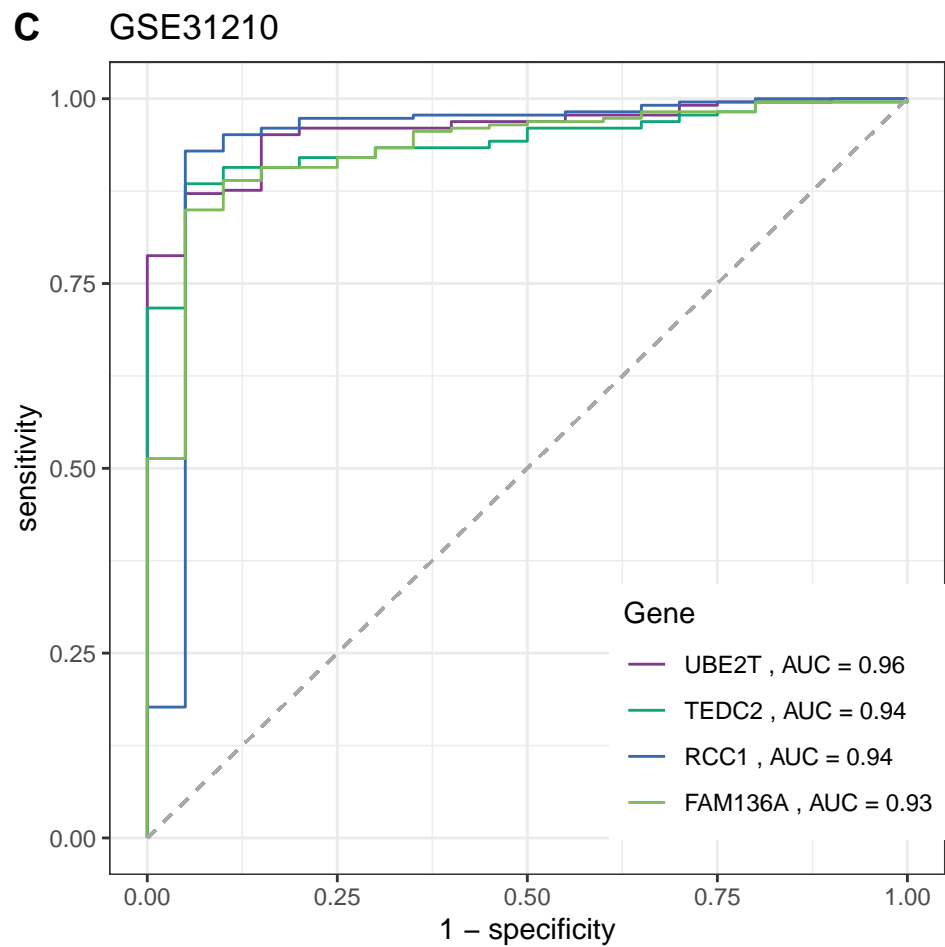 C GSE31210
1.00
0.75
0.50
0.25
0.00
sensitivity
Gene
UBE2T , AUC = 0.96
TEDC2 , AUC = 0.94
RCC1 , AUC = 0.94
FAM136A , AUC = 0.93
0.00 0.25 0.50 0.75 1.00
1 − specificity